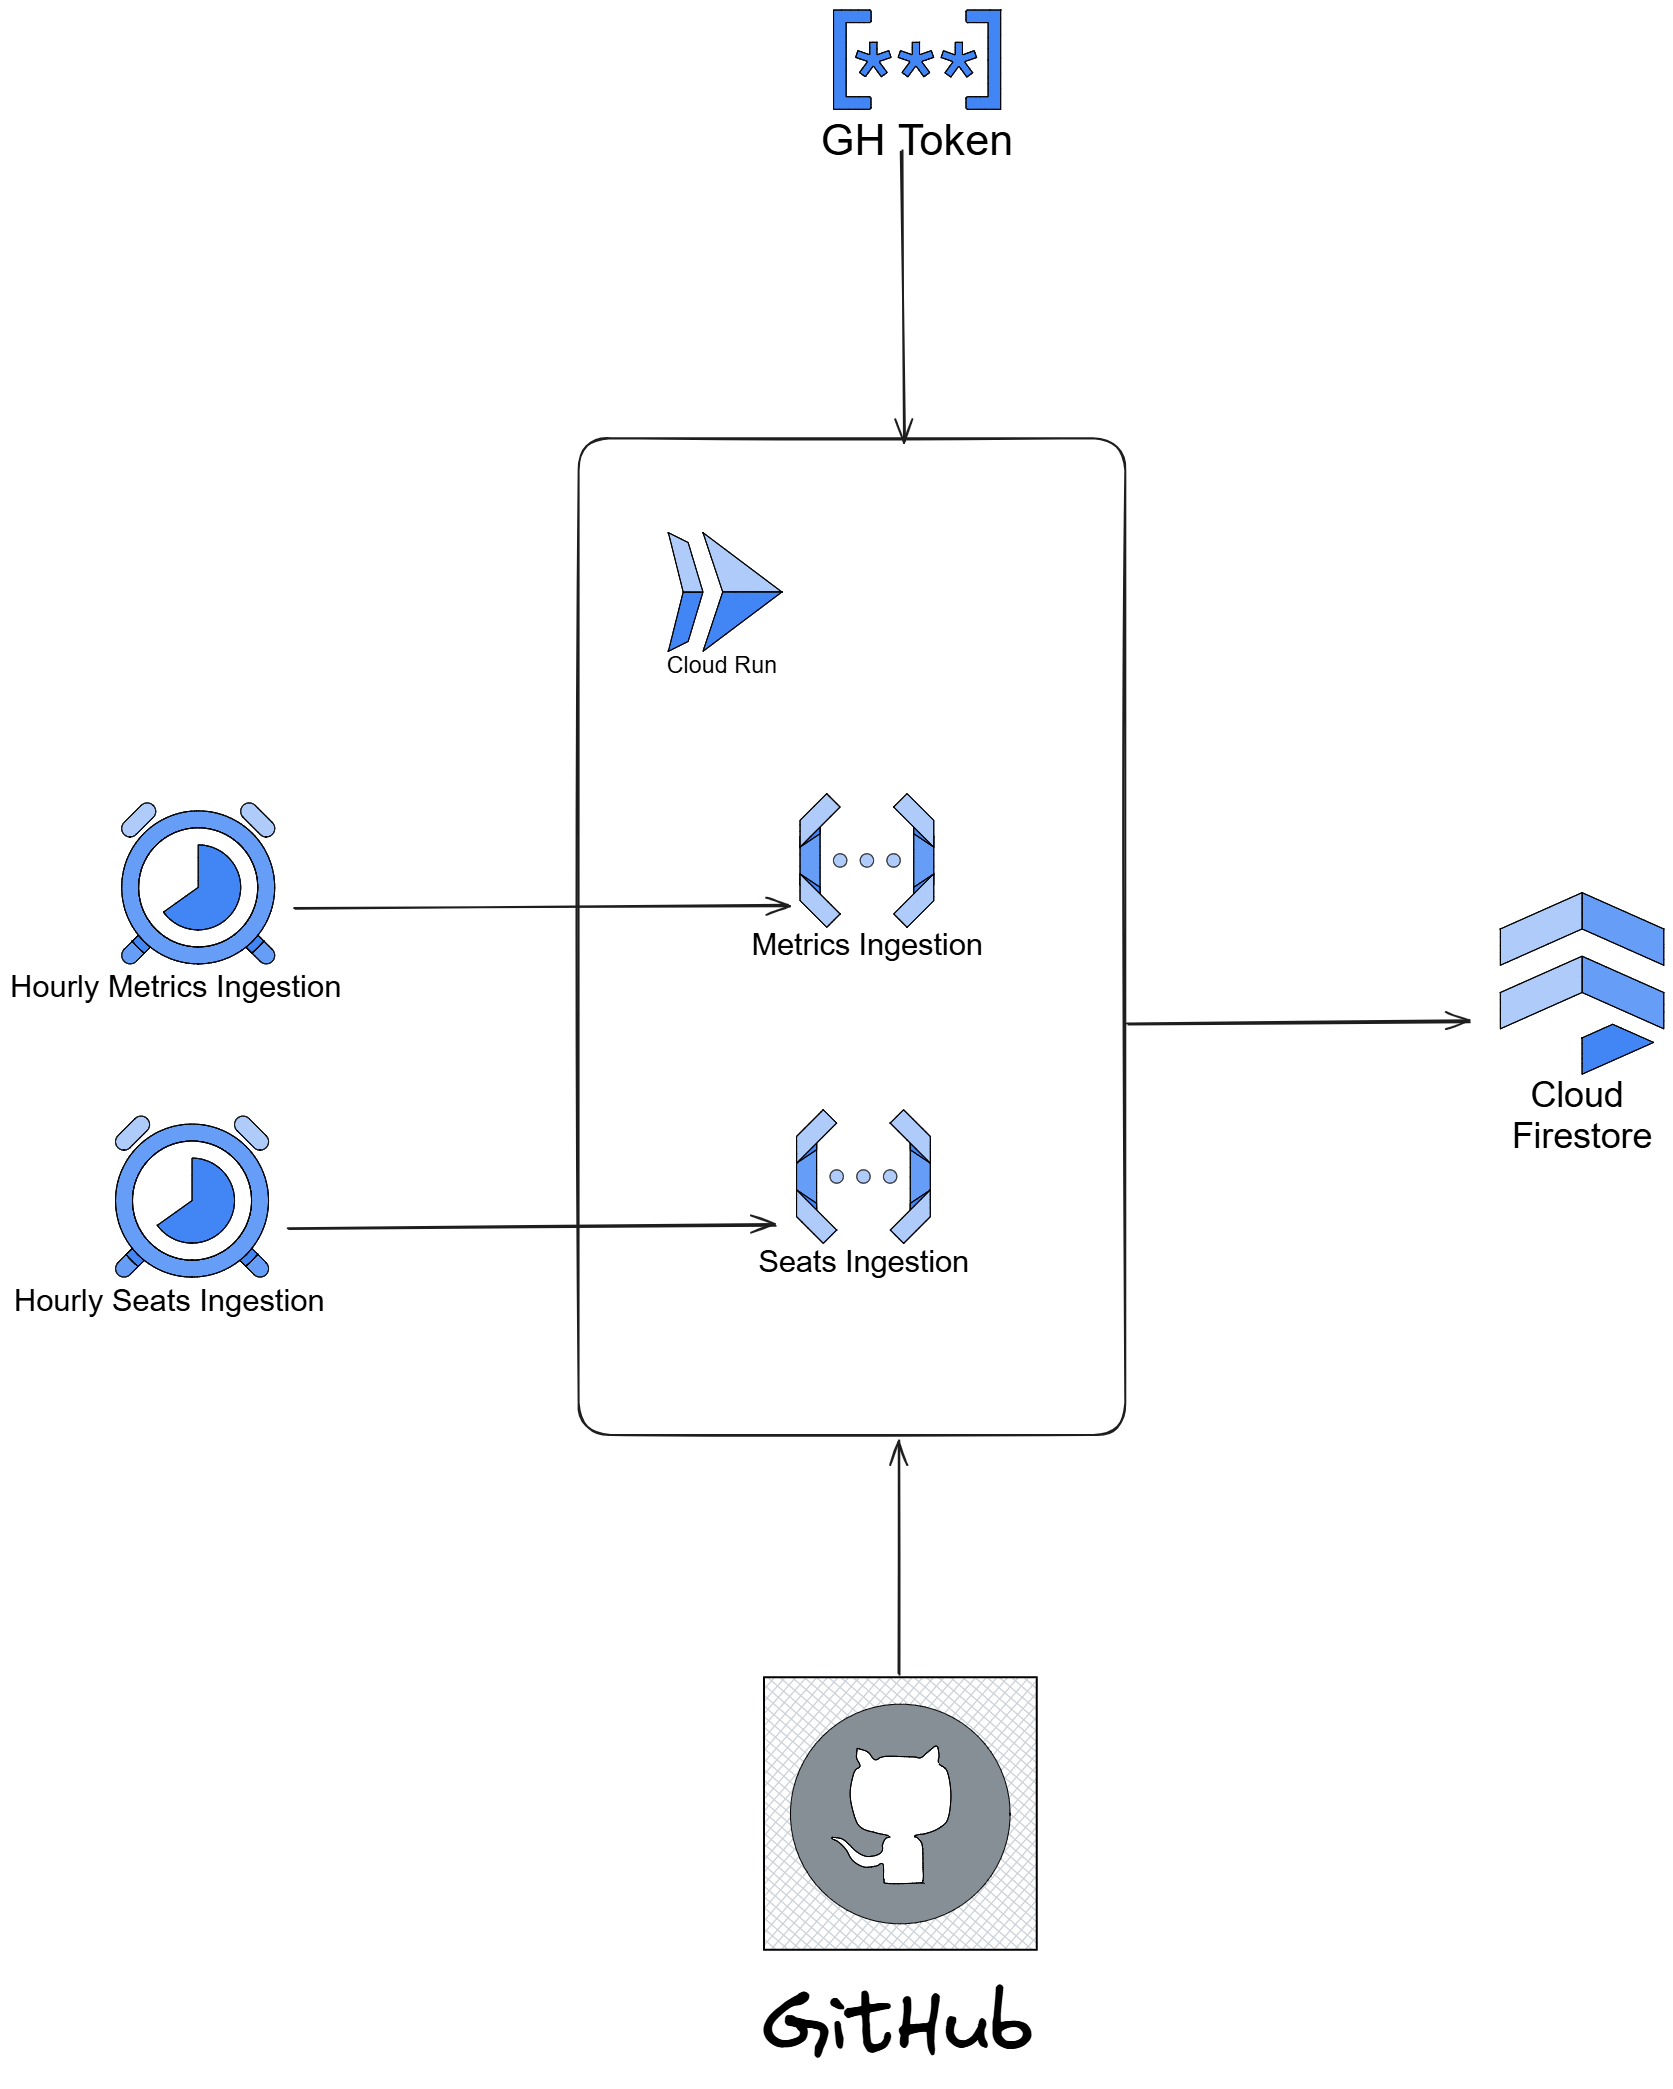 [***]
GH Token
Cloud Run
Metrics Ingestion
Hourly Metrics Ingestion
Cloud
Firestore
Seats Ingestion
Hourly Seats Ingestion
GitHub